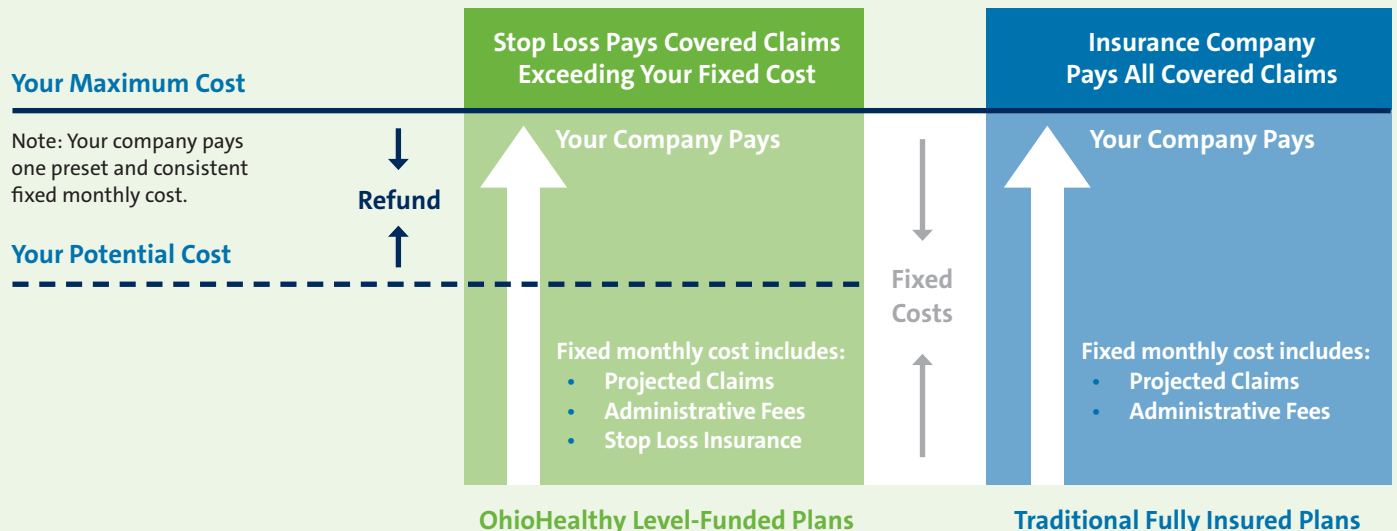 Your Maximum Cost
Note: Your company pays
one preset and consistent
fixed monthly cost.
Refund
Your Potential Cost
Stop Loss Pays Covered Claims
Exceeding Your Fixed Cost
Your Company Pays
Fixed monthly cost includes:
• Projected Claims
• Administrative Fees
• Stop Loss Insurance
OhioHealthy Level-Funded Plans
Fixed
Costs
Insurance Company
Pays All Covered Claims
Your Company Pays
Fixed monthly cost includes:
• Projected Claims
• Administrative Fees
Traditional Fully Insured Plans